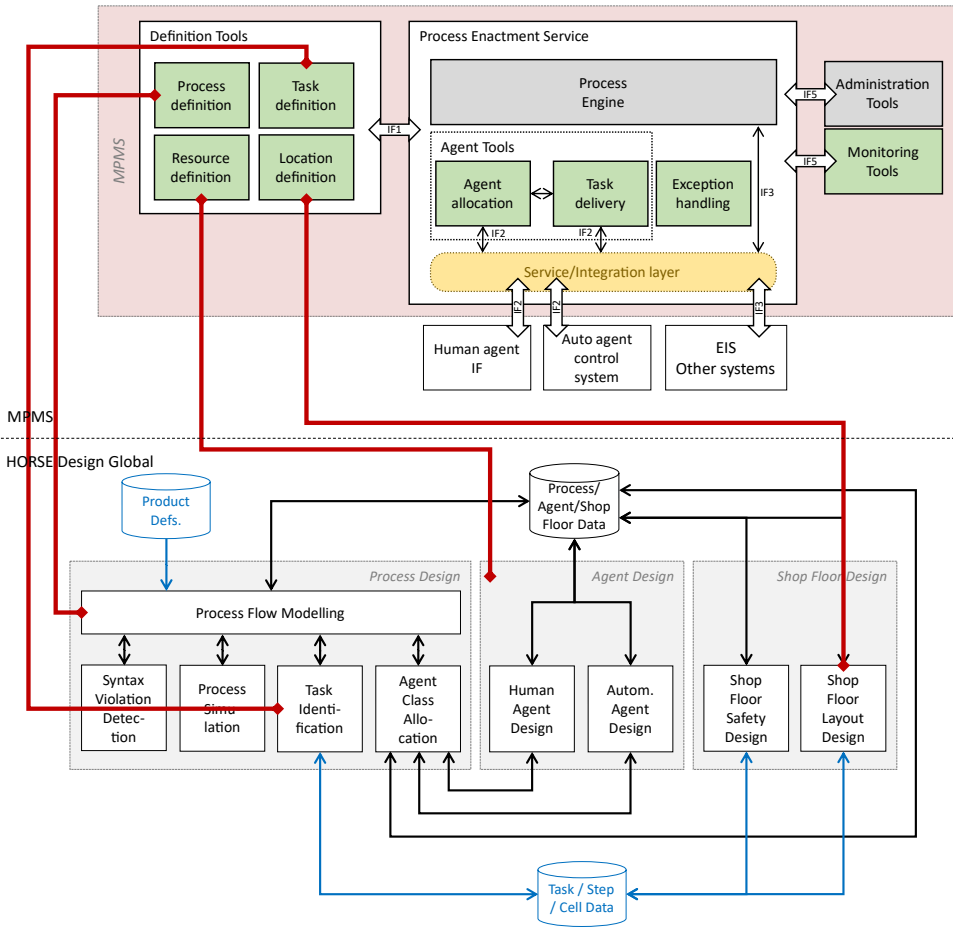 Definition Tools
Process
definition
Task
definition
Resource
definition
Location
definition
MPMS
IF1
Process Enactment Service
Process
Engine
Agent Tools
Agent
allocation
Task
delivery
Exception
handling
IF2
IF2
IF3
Service/Integration layer
IF5
Administration
Tools
IF5
Monitoring
Tools
IF2
IF2
IF3
Human agent
IF
Auto agent
control
system
EIS
Other systems
MPMS
HORSE Design Global
Product
Defs.
Process/
Agent/Shop
Floor Data
Process Design
Process Flow Modelling
Syntax
Violation
Detec-
tion
Process
Simu-
lation
Task
Identi-
fication
Agent
Class
Allo-
cation
Agent Design
Human
Agent
Design
Autom.
Agent
Design
Shop Floor Design
Shop
Floor
Safety
Design
Shop
Floor
Layout
Design
Task / Step
/ Cell Data